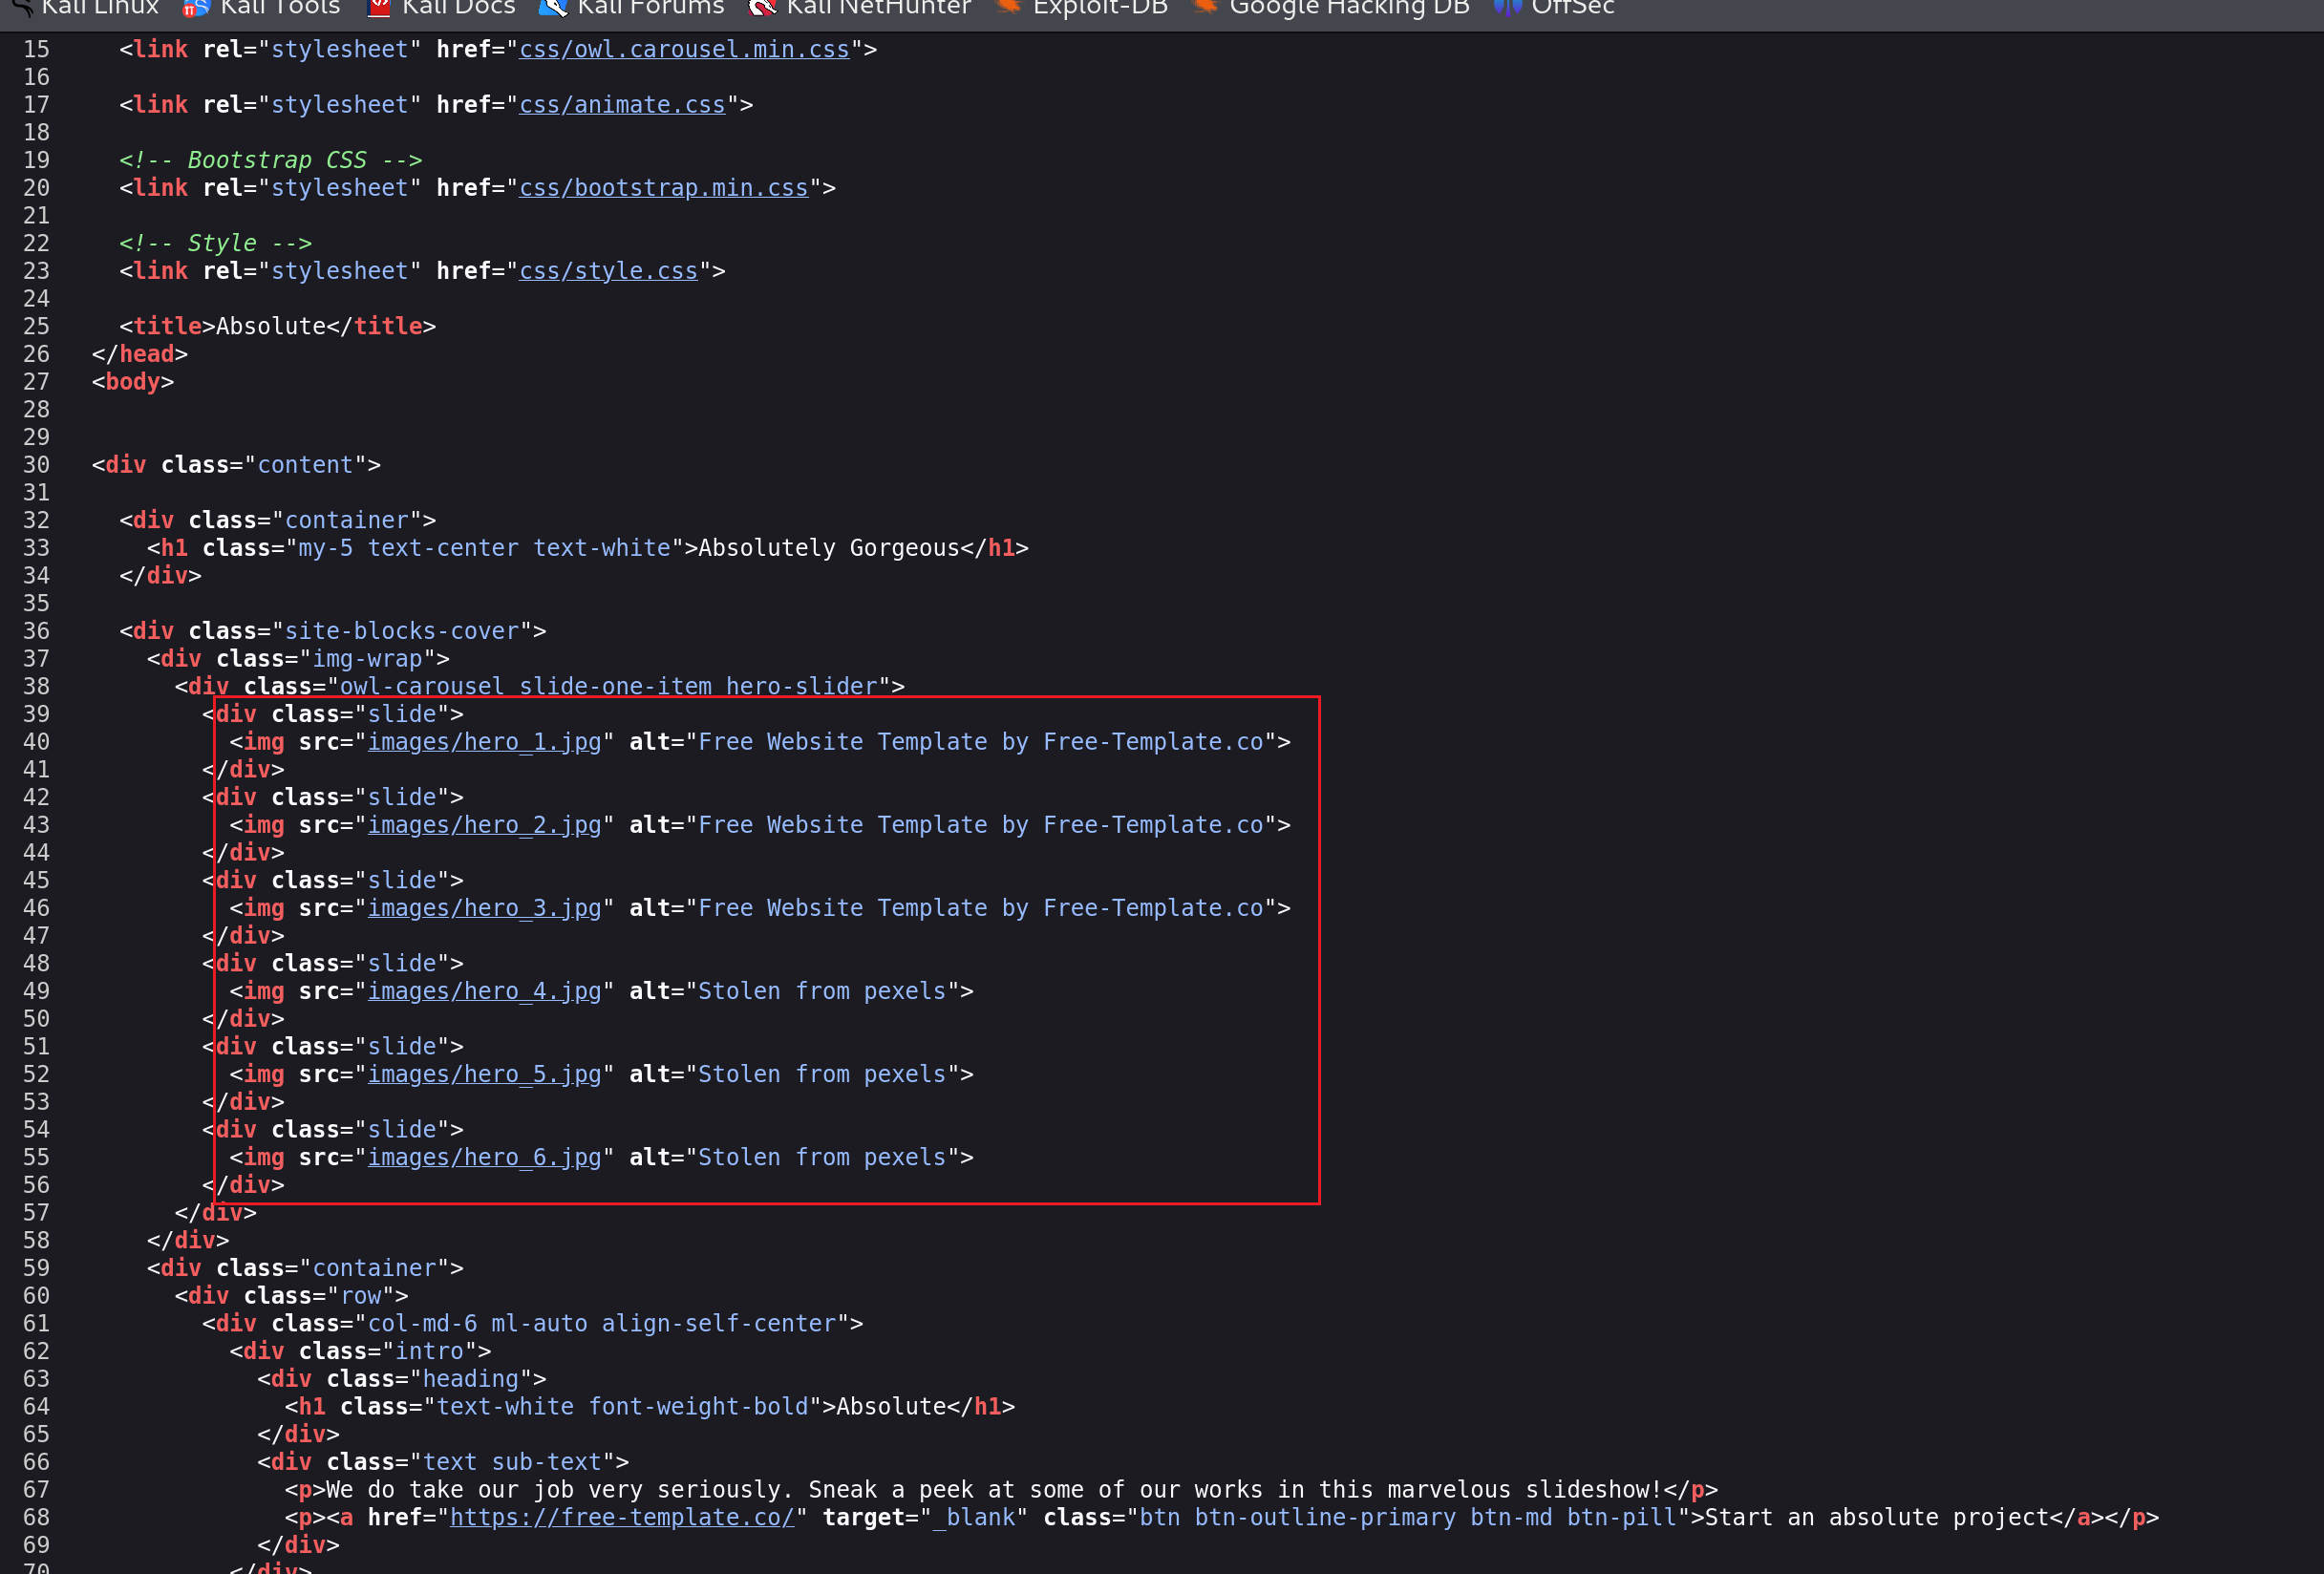 Kali Linux Kali Tools Kali Docs Kali Forums Kali NetHunter Exploit-DB Google Hacking DB OffSec
15 <link rel="stylesheet" href="css/owl.carousel.min.css">
16
17 <link rel="stylesheet" href="css/animate.css">
18
19 <!-- Bootstrap CSS -->
20 <link rel="stylesheet" href="css/bootstrap.min.css">
21
22 <!-- Style -->
23 <link rel="stylesheet" href="css/style.css">
24
25 <title>Absolute</title>
26 </head>
27 <body>
28
29
30 <div class="content">
31
32 <div class="container">
33 <h1 class="my-5 text-center text-white">Absolutely Gorgeous</h1>
34 </div>
35
36 <div class="site-blocks-cover">
37 <div class="img-wrap">
38 <div class="owl-carousel slide-one-item hero-slider">
39 <div class="slide">
40 <img src="images/hero_1.jpg" alt="Free Website Template by Free-Template.co">
41 </div>
42 <div class="slide">
43 <img src="images/hero_2.jpg" alt="Free Website Template by Free-Template.co">
44 </div>
45 <div class="slide">
46 <img src="images/hero_3.jpg" alt="Free Website Template by Free-Template.co">
47 </div>
48 <div class="slide">
49 <img src="images/hero_4.jpg" alt="Stolen from pexels">
50 </div>
51 <div class="slide">
52 <img src="images/hero_5.jpg" alt="Stolen from pexels">
53 </div>
54 <div class="slide">
55 <img src="images/hero_6.jpg" alt="Stolen from pexels">
56 </div>
57 </div>
58 </div>
59 <div class="container">
60 <div class="row">
61 <div class="col-md-6 ml-auto align-self-center">
62 <div class="intro">
63 <div class="heading">
64 <h1 class="text-white font-weight-bold">Absolute</h1>
65 </div>
66 <div class="text sub-text">
67 <p>We do take our job very seriously. Sneak a peek at some of our works in this marvelous slideshow!</p>
68 <p><a href="https://free-template.co/" target="_blank" class="btn btn-outline-primary btn-md btn-pill">Start an absolute project</a></p>
69 </div>
70 </div>